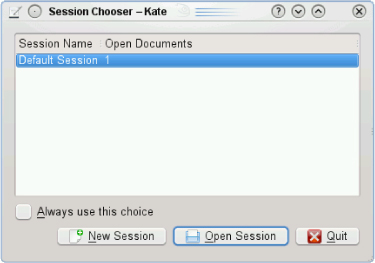 Session Chooser – Kate
Session Name Open Documents
Default Session 1
Always use this choice
New Session Open Session Quit